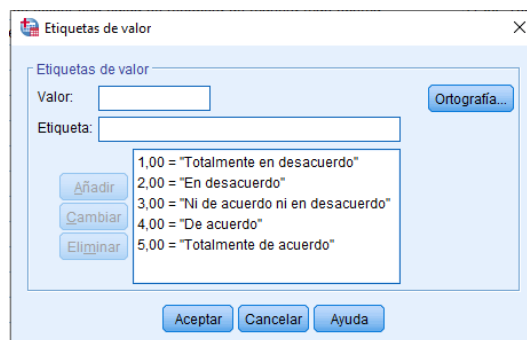 Etiquetas de valor
Etiquetas de valor
Valor:
Ortografía...
Etiqueta:
1,00 = "Totalmente en desacuerdo"
2,00 = "En desacuerdo"
3,00 = "Ni de acuerdo ni en desacuerdo"
4,00 = "De acuerdo"
5,00 = "Totalmente de acuerdo"
Añadir
Cambiar
Eliminar
Aceptar Cancelar Ayuda